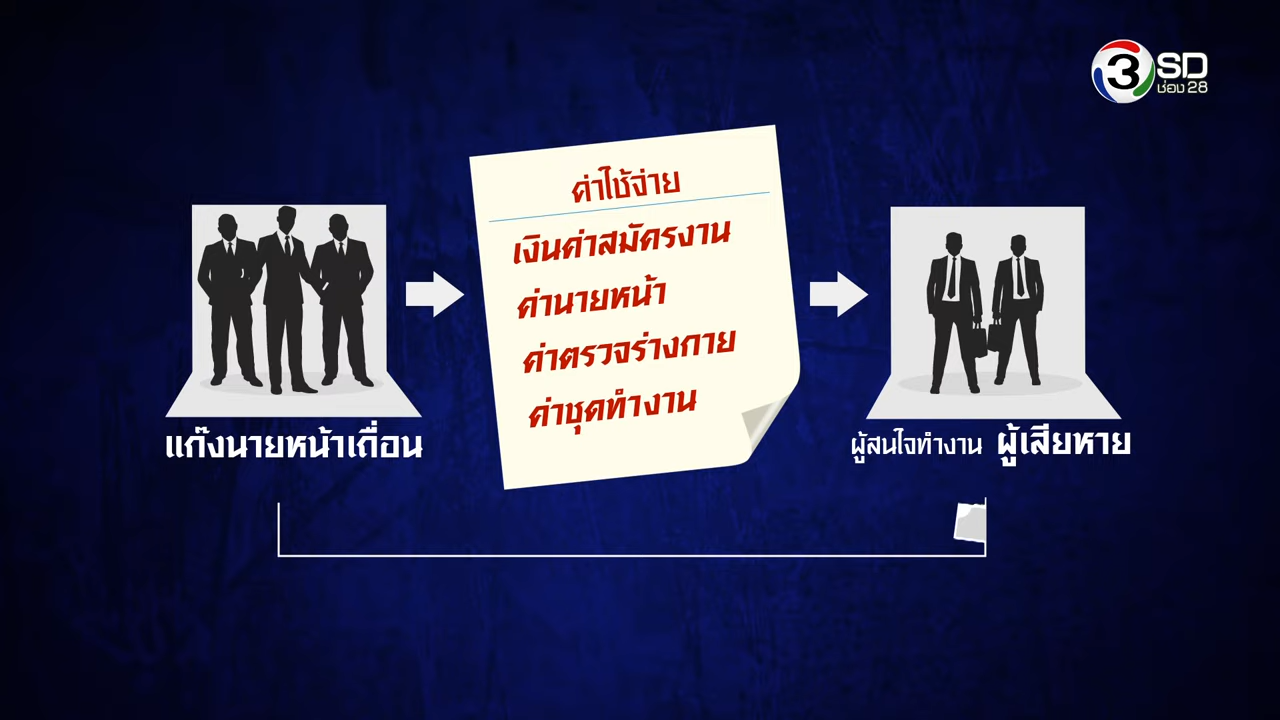 3 SD
ช่อง 28
ค่าใช้จ่าย
เงินค่าสมัครงาน
ค่านายหน้า
ค่าตรวจร่างกาย
ค่าชุดทำงาน
แก๊งนายหน้าเถื่อน
ผู้สนใจทำงาน ผู้เสียหาย